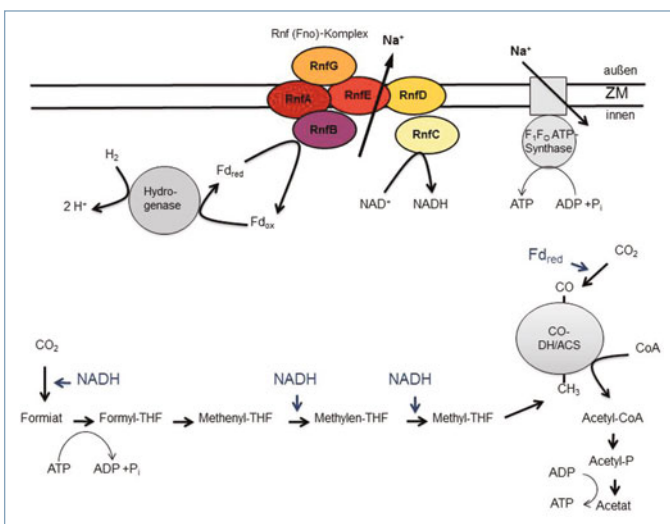 Rnf (Fno)-Komplex
Na⁺
RnfG
Na⁺
außen
RnfA
RnfE
RnfD
ZM
innen
RnfB
RnfC
F₁F₀ ATP-
Synthase
H₂
Hydro-
genase
2 H⁺
Fd_red
Fd_ox
NAD⁺
NADH
ATP
ADP +Pᵢ
Fd_red
CO₂
CO
CO-
DH/ACS
CoA
CH₃
CO₂
NADH
NADH
NADH
Formiat
Formyl-THF
Methenyl-THF
Methylen-THF
Methyl-THF
Acetyl-CoA
ATP
ADP +Pᵢ
Acetyl-P
ADP
ATP
Acetat